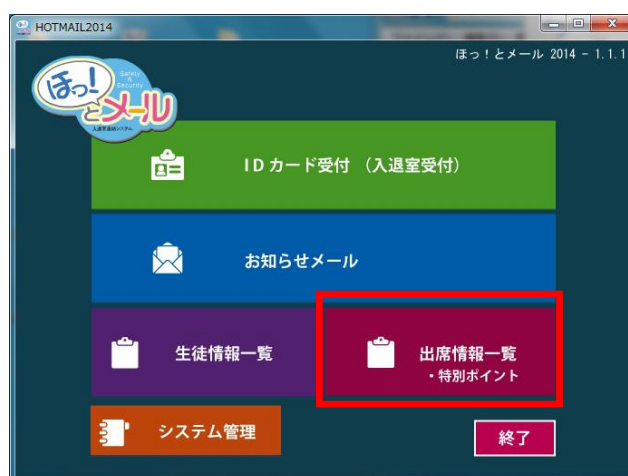 HOTMAIL2014
ほっ！とメール 2014 - 1.1.1
ほっ！
Safety
&
Security
とメール
入退室連絡システム
IDカード受付 （入退室受付）
お知らせメール
生徒情報一覧
出席情報一覧
・特別ポイント
システム管理
終了